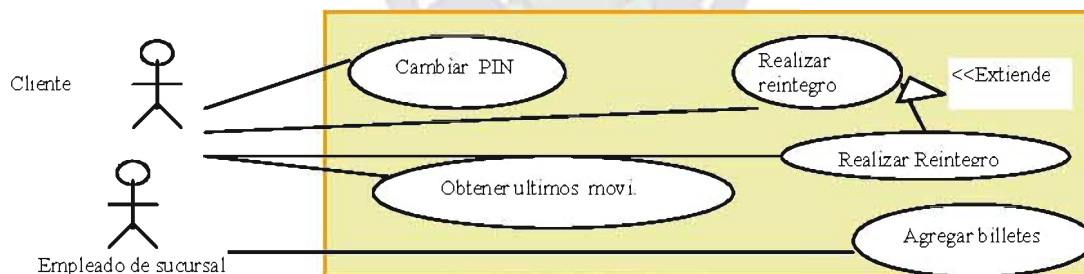 Cliente
Cambiar PIN
Realizar
reintegro
<<Extiende
Realizar Reintegro
Obtener ultimos movi.
Agregar billetes
Empleado de sucursal